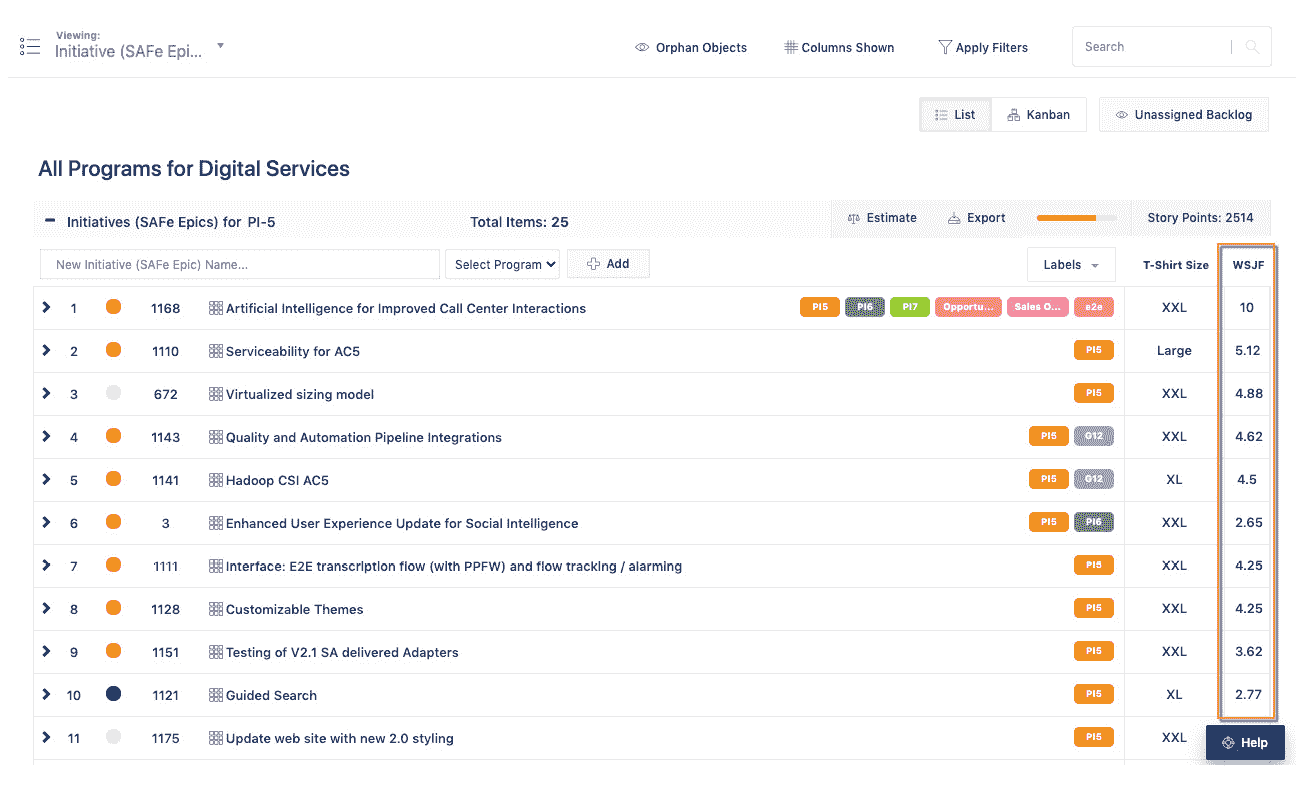 Viewing:
Initiative (SAFe Epi...
Orphan Objects
Columns Shown
Apply Filters
Search
List
Kanban
Unassigned Backlog
All Programs for Digital Services
Initiatives (SAFe Epics) for PI-5
Total Items: 25
Estimate
Export
Story Points: 2514
New Initiative (SAFe Epic) Name...
Select Program
Add
Labels
T-Shirt Size
WSJF
1 1168 Artificial Intelligence for Improved Call Center Interactions PI5 PI6 PI7 Opportu... Sales O... e2e XXL 10
2 1110 Serviceability for AC5 PI5 Large 5.12
3 672 Virtualized sizing model PI5 XXL 4.88
4 1143 Quality and Automation Pipeline Integrations PI5 G12 XXL 4.62
5 1141 Hadoop CSI AC5 PI5 G12 XL 4.5
6 3 Enhanced User Experience Update for Social Intelligence PI5 PI6 XXL 2.65
7 1111 Interface: E2E transcription flow (with PPFW) and flow tracking / alarming PI5 XXL 4.25
8 1128 Customizable Themes PI5 XXL 4.25
9 1151 Testing of V2.1 SA delivered Adapters PI5 XXL 3.62
10 1121 Guided Search PI5 XL 2.77
11 1175 Update web site with new 2.0 styling PI5 XXL
Help